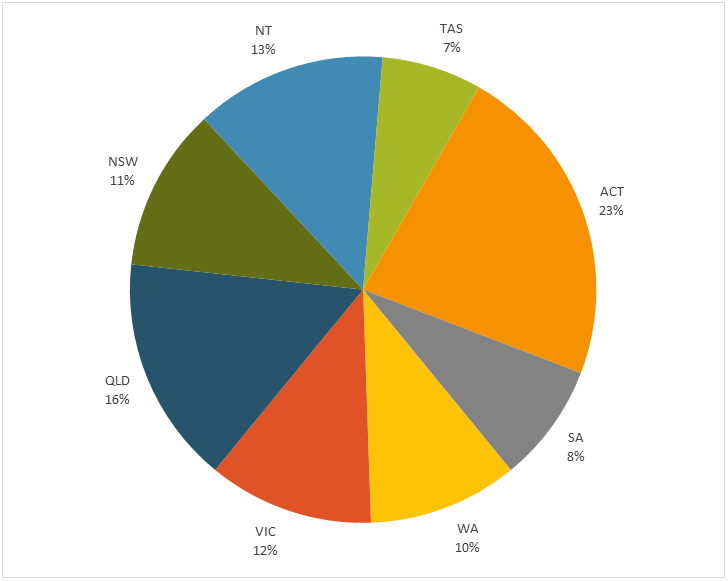 NT
13%
TAS
7%
ACT
23%
SA
8%
WA
10%
VIC
12%
QLD
16%
NSW
11%